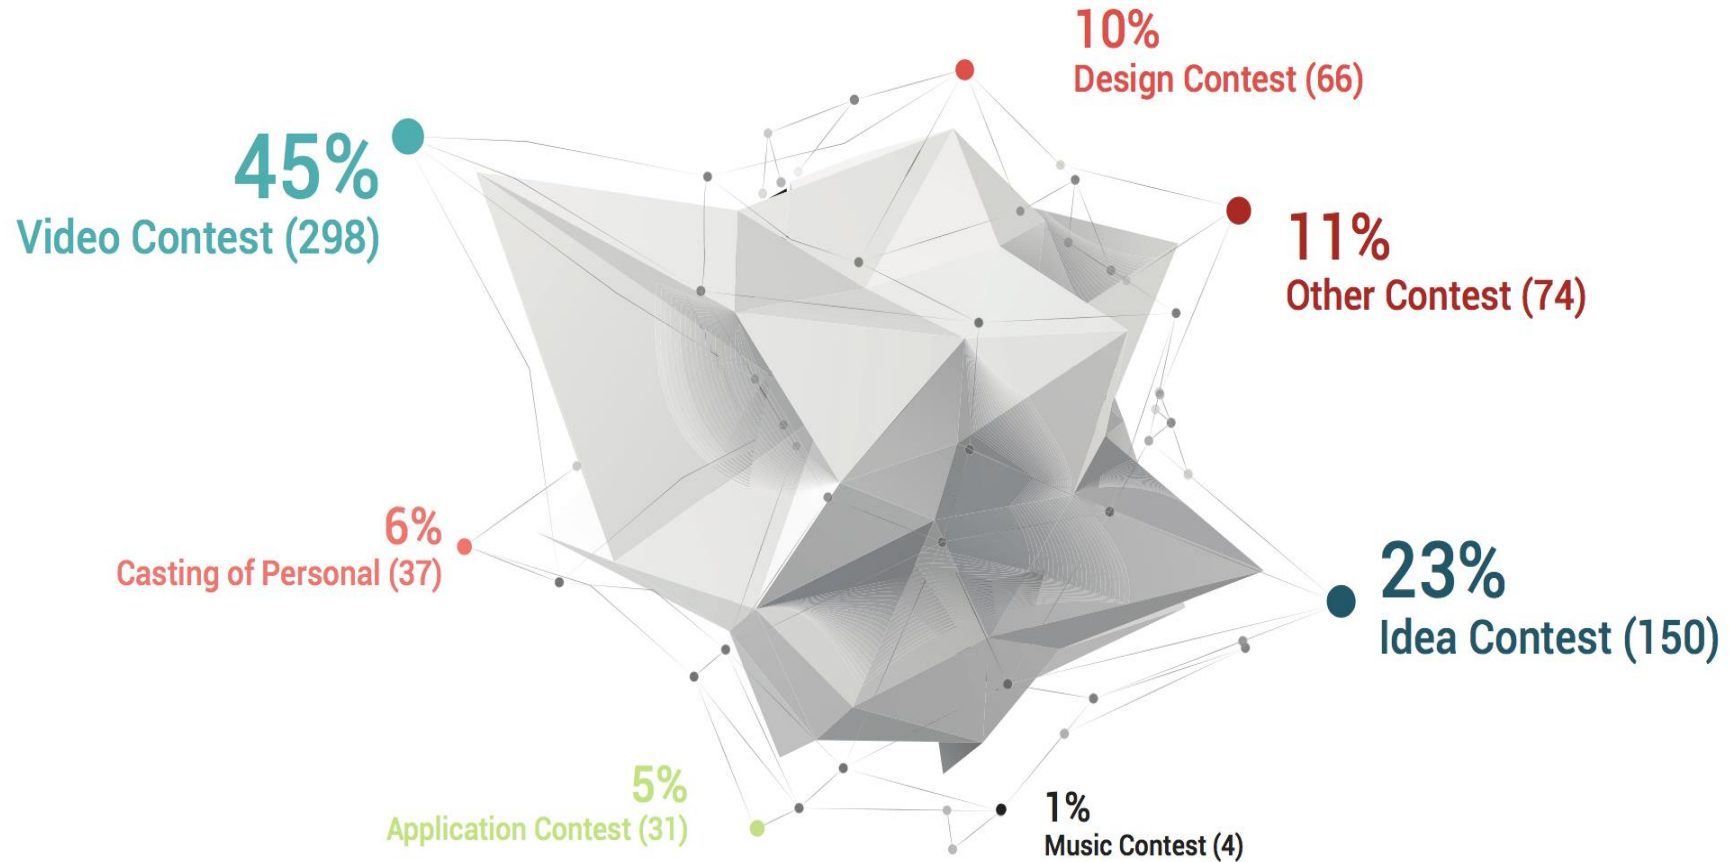 10%
Design Contest (66)
45%
Video Contest (298)
11%
Other Contest (74)
6%
Casting of Personal (37)
23%
Idea Contest (150)
5%
Application Contest (31)
1%
Music Contest (4)